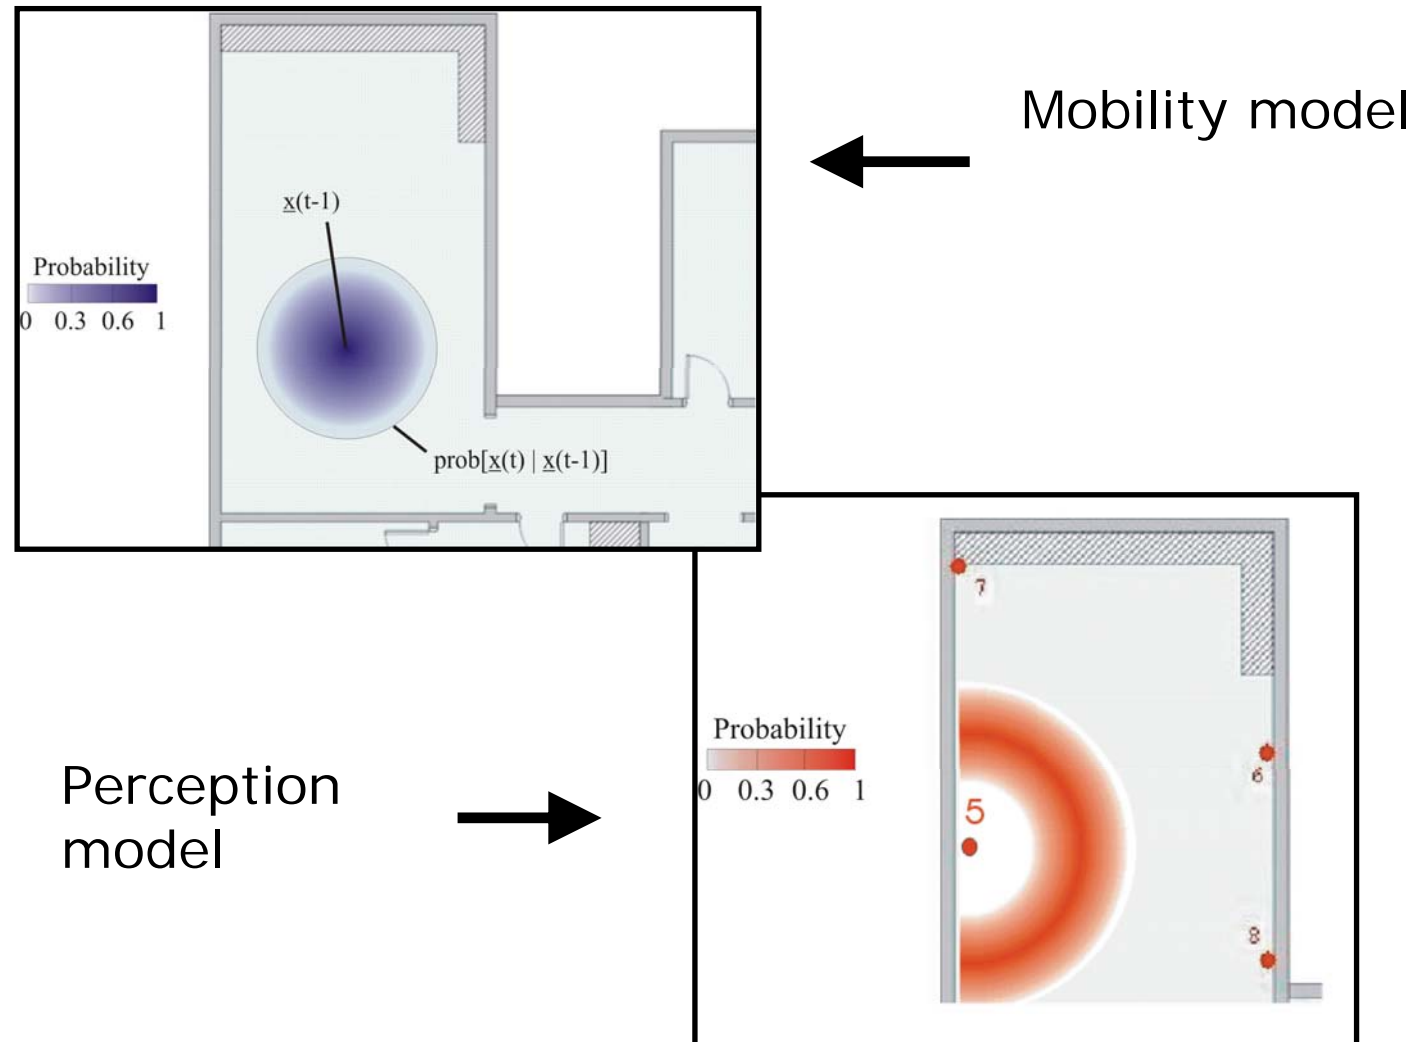 Mobility model
x(t-1)
Probability
0 0.3 0.6 1
prob[x(t) | x(t-1)]
7
Probability
0 0.3 0.6 1
6
5
8
Perception
model